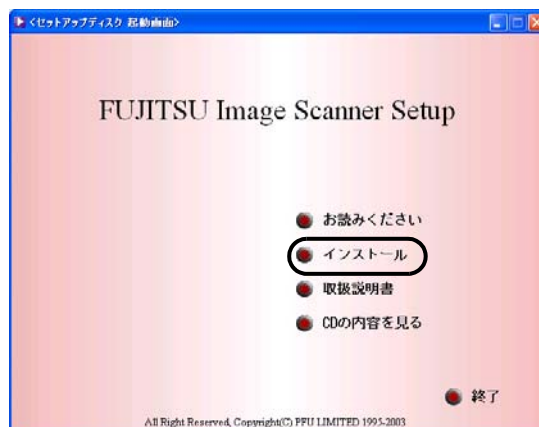 <セットアップディスク 起動画面>
FUJITSU Image Scanner Setup
お読みください
インストール
取扱説明書
CDの内容を見る
終了
All Right Reserved, Copyright(C) PFU LIMITED 1995-2003